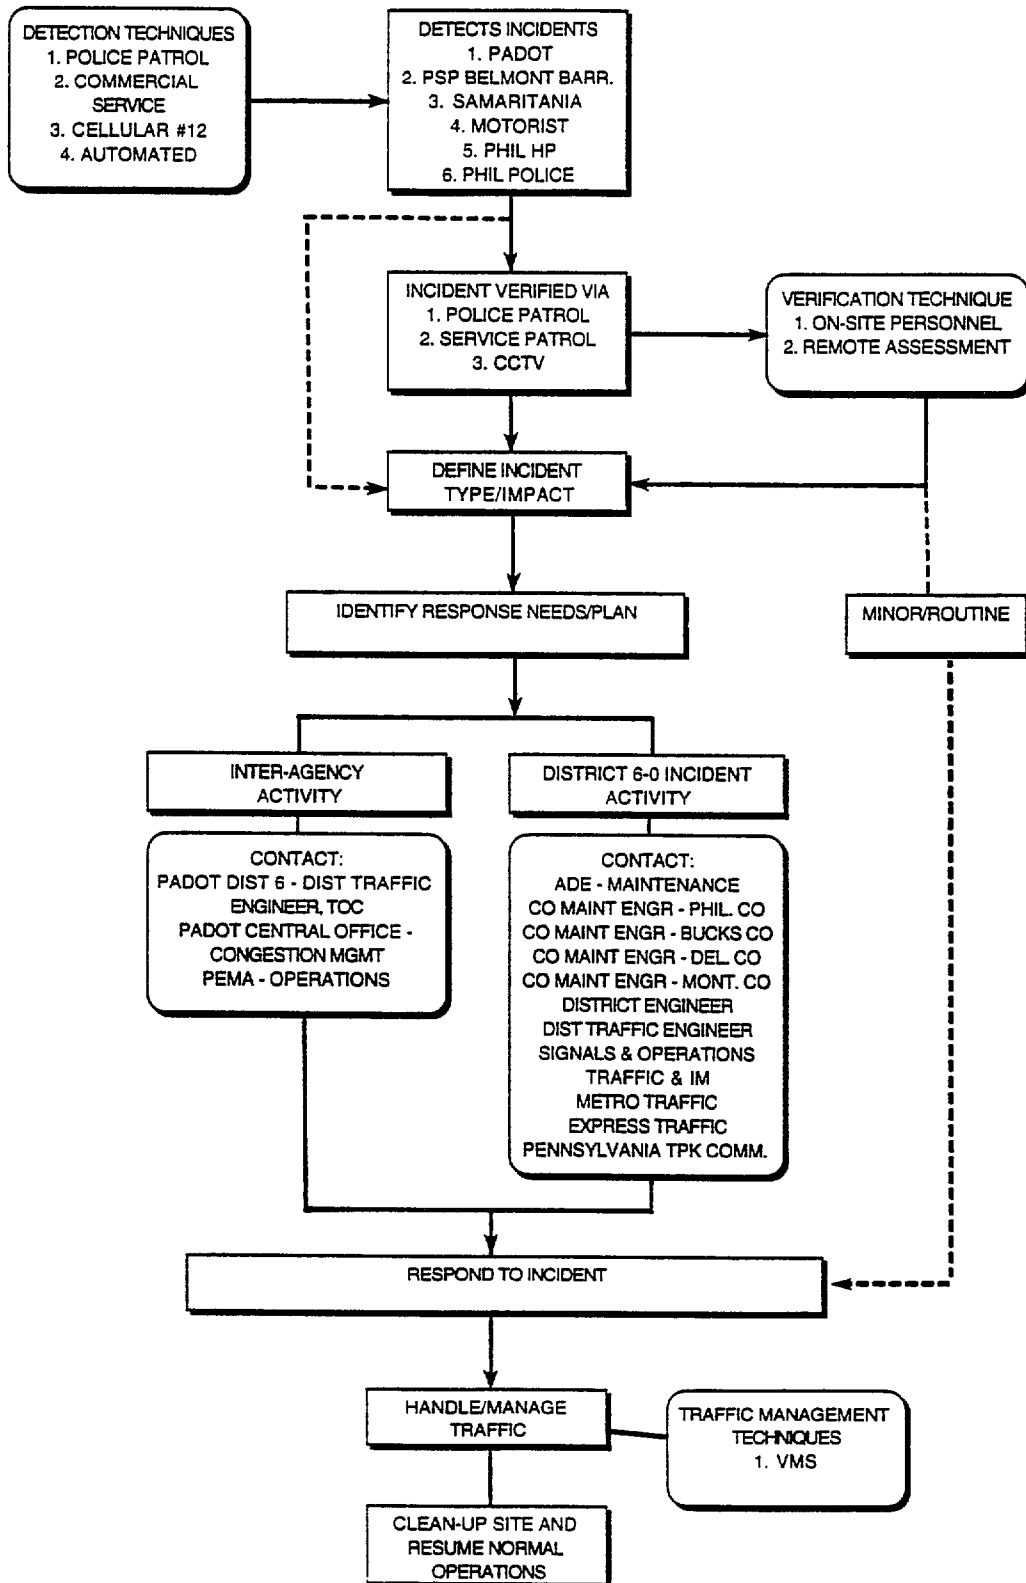 DETECTION TECHNIQUES
1. POLICE PATROL
2. COMMERCIAL
SERVICE
3. CELLULAR #12
4. AUTOMATED
DETECTS INCIDENTS
1. PADOT
2. PSP BELMONT BARR.
3. SAMARITANIA
4. MOTORIST
5. PHIL HP
6. PHIL POLICE
INCIDENT VERIFIED VIA
1. POLICE PATROL
2. SERVICE PATROL
3. CCTV
VERIFICATION TECHNIQUE
1. ON-SITE PERSONNEL
2. REMOTE ASSESSMENT
DEFINE INCIDENT
TYPE/IMPACT
IDENTIFY RESPONSE NEEDS/PLAN
MINOR/ROUTINE
INTER-AGENCY
ACTIVITY
DISTRICT 6-0 INCIDENT
ACTIVITY
CONTACT:
PADOT DIST 6 - DIST TRAFFIC
ENGINEER, TOC
PADOT CENTRAL OFFICE -
CONGESTION MGMT
PEMA - OPERATIONS
CONTACT:
ADE - MAINTENANCE
CO MAINT ENGR - PHIL. CO
CO MAINT ENGR - BUCKS CO
CO MAINT ENGR - DEL. CO
CO MAINT ENGR - MONT. CO
DISTRICT ENGINEER
DIST TRAFFIC ENGINEER
SIGNALS & OPERATIONS
TRAFFIC & IM
METRO TRAFFIC
EXPRESS TRAFFIC
PENNSYLVANIA TPK COMM.
RESPOND TO INCIDENT
HANDLE/MANAGE
TRAFFIC
TRAFFIC MANAGEMENT
TECHNIQUES
1. VMS
CLEAN-UP SITE AND
RESUME NORMAL
OPERATIONS